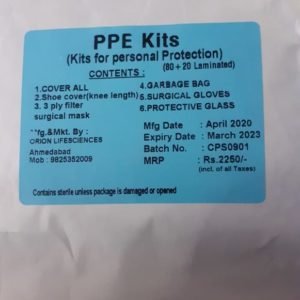 PPE Kits
(Kits for personal Protection)
(80+20 Laminated)
CONTENTS :
1.COVER ALL
2.Shoe cover(knee length)
3. 3 ply filter
surgical mask
4.GARBAGE BAG
5.SURGICAL GLOVES
6.PROTECTIVE GLASS
"fg.&Mkt. By :
ORION LIFESCIENCES
Ahmedabad
Mob : 9825352009
Mfg Date : April 2020
Expiry Date : March 2023
Batch No. : CPS0901
MRP : Rs.2250/-
(incl. of all Taxes)
Contains sterile unless package is damaged or opened